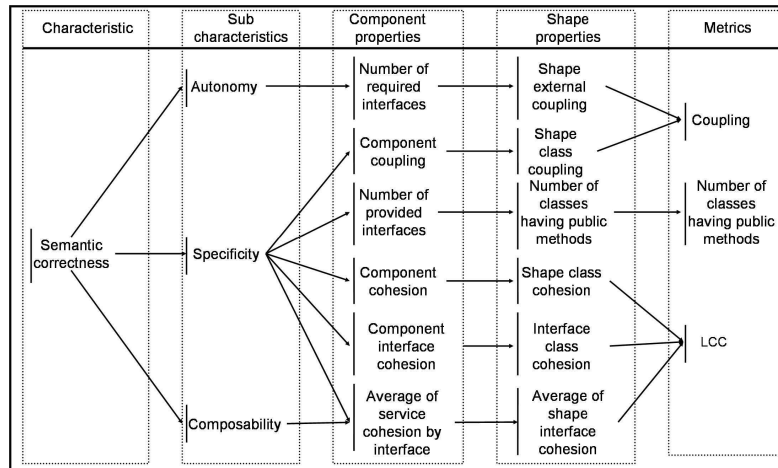 Characteristic
Sub
characteristics
Component
properties
Shape
properties
Metrics
Semantic
correctness
Autonomy
Specificity
Composability
Number of
required
interfaces
Component
coupling
Number of
provided
interfaces
Component
cohesion
Component
interface
cohesion
Average of
service
cohesion by
interface
Shape
external
coupling
Shape
class
coupling
Number of
classes
having public
methods
Shape class
cohesion
Interface
class
cohesion
Average of
shape
interface
cohesion
Coupling
Number of
classes
having public
methods
LCC